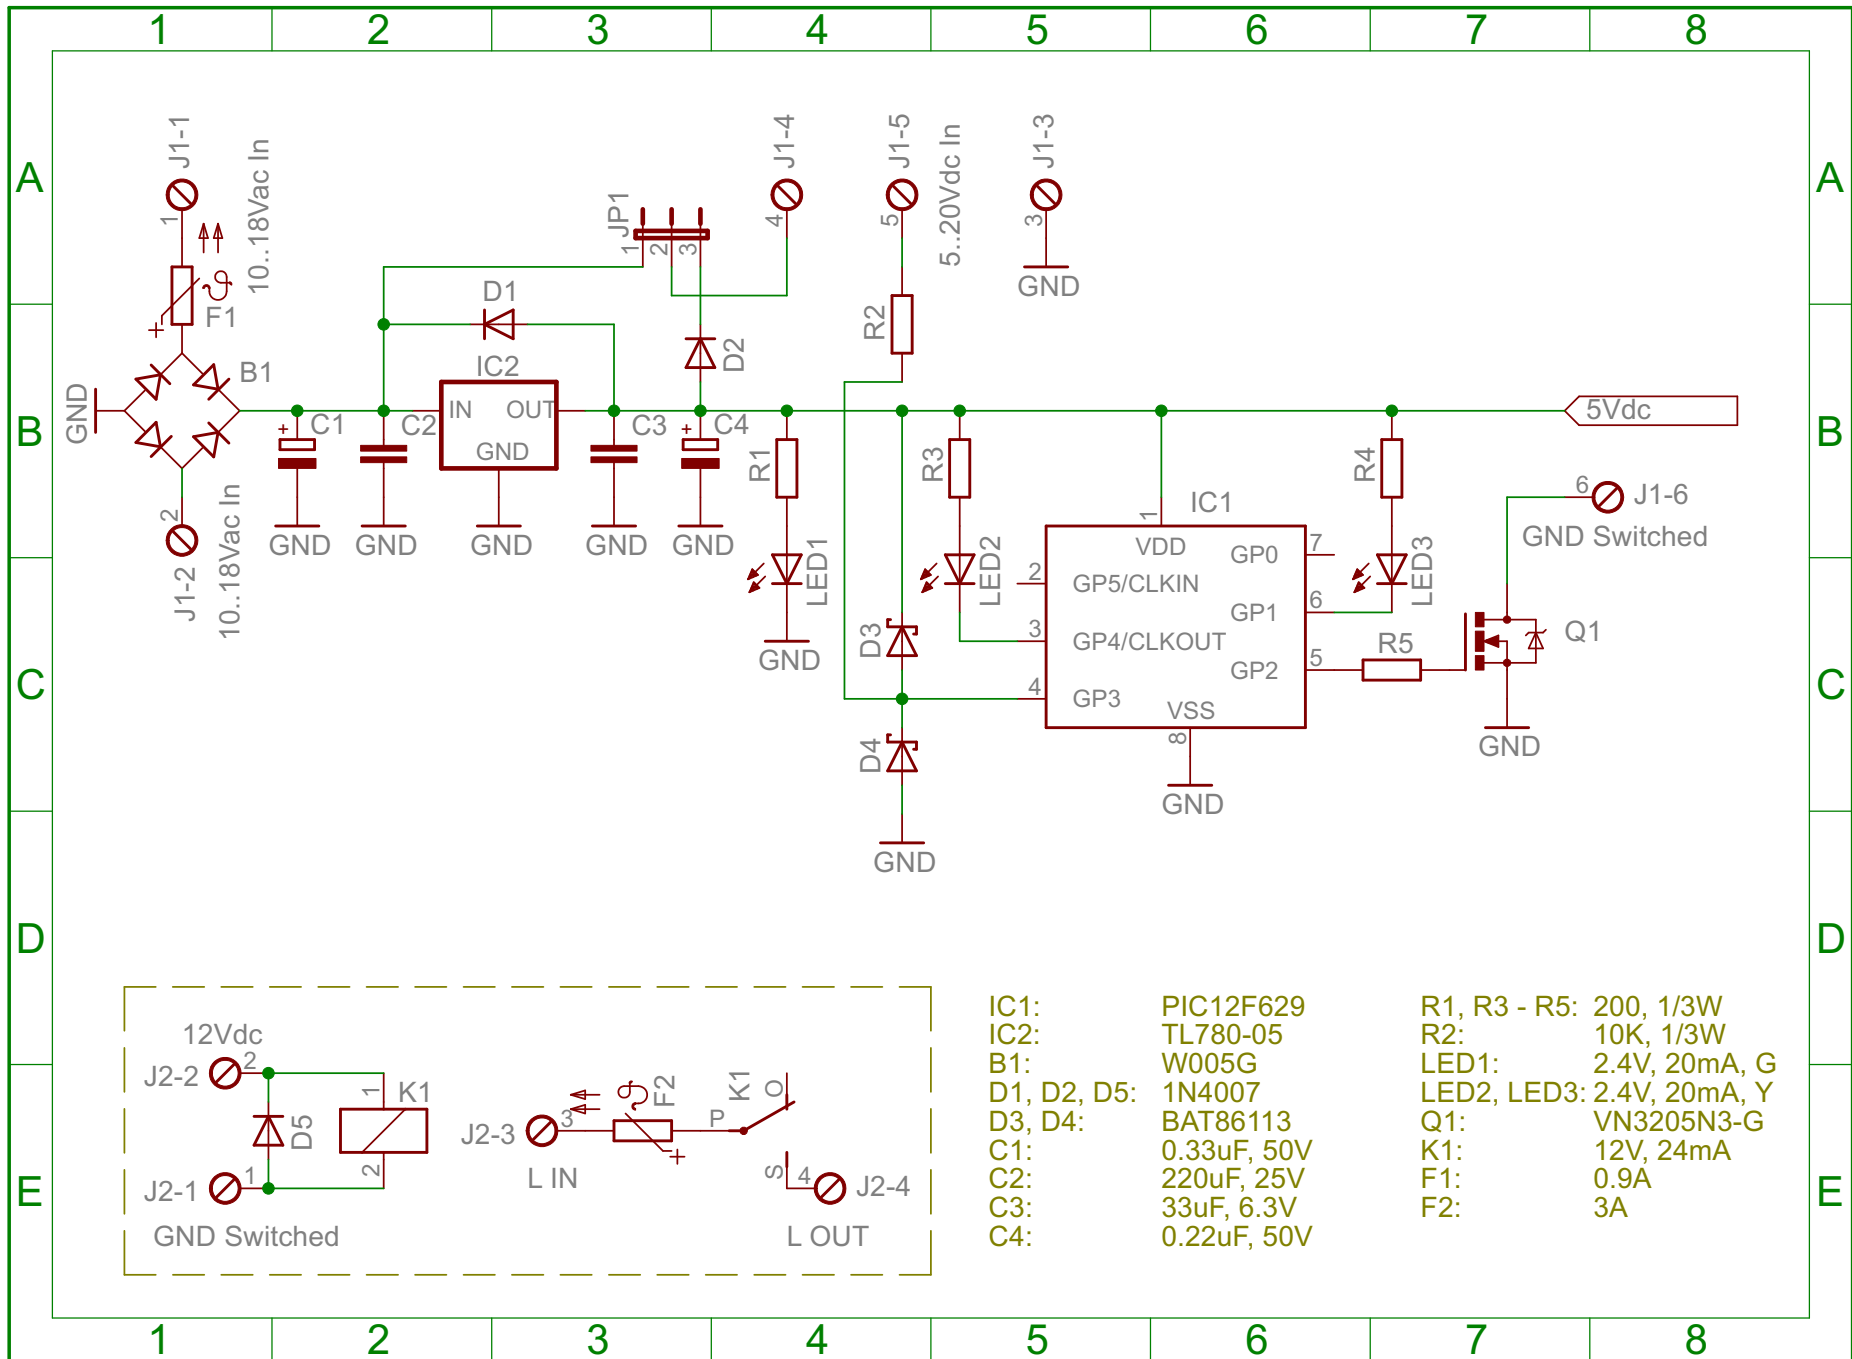 1 2 3 4 5 6 7 8
A A
B B
C C
D D
E E
J1-1
1
10..18Vac In
F1
B1
GND
2
J1-2
10..18Vac In
C1
GND
C2
GND
D1
IC2
IN OUT
GND
GND
JP1
1 2 3
C3
GND
D2
C4
GND
J1-4
4
R1
LED1
GND
J1-5
5
5..20Vdc In
R2
J1-3
3
GND
D3
D4
GND
R3
LED2
IC1
1
VDD
2 GP5/CLKIN
3 GP4/CLKOUT
4 GP3
GP0 7
GP1 6
GP2 5
VSS
8
GND
R4
LED3
R5
Q1
GND
5Vdc
6 J1-6
GND Switched
12Vdc
J2-2 2
D5
1 K1
2
J2-1 1
GND Switched
J2-3 3
L IN
F2
K1
P O
S 4 J2-4
L OUT
IC1: PIC12F629
IC2: TL780-05
B1: W005G
D1, D2, D5: 1N4007
D3, D4: BAT86113
C1: 0.33uF, 50V
C2: 220uF, 25V
C3: 33uF, 6.3V
C4: 0.22uF, 50V
R1, R3 - R5: 200, 1/3W
R2: 10K, 1/3W
LED1: 2.4V, 20mA, G
LED2, LED3: 2.4V, 20mA, Y
Q1: VN3205N3-G
K1: 12V, 24mA
F1: 0.9A
F2: 3A
1 2 3 4 5 6 7 8